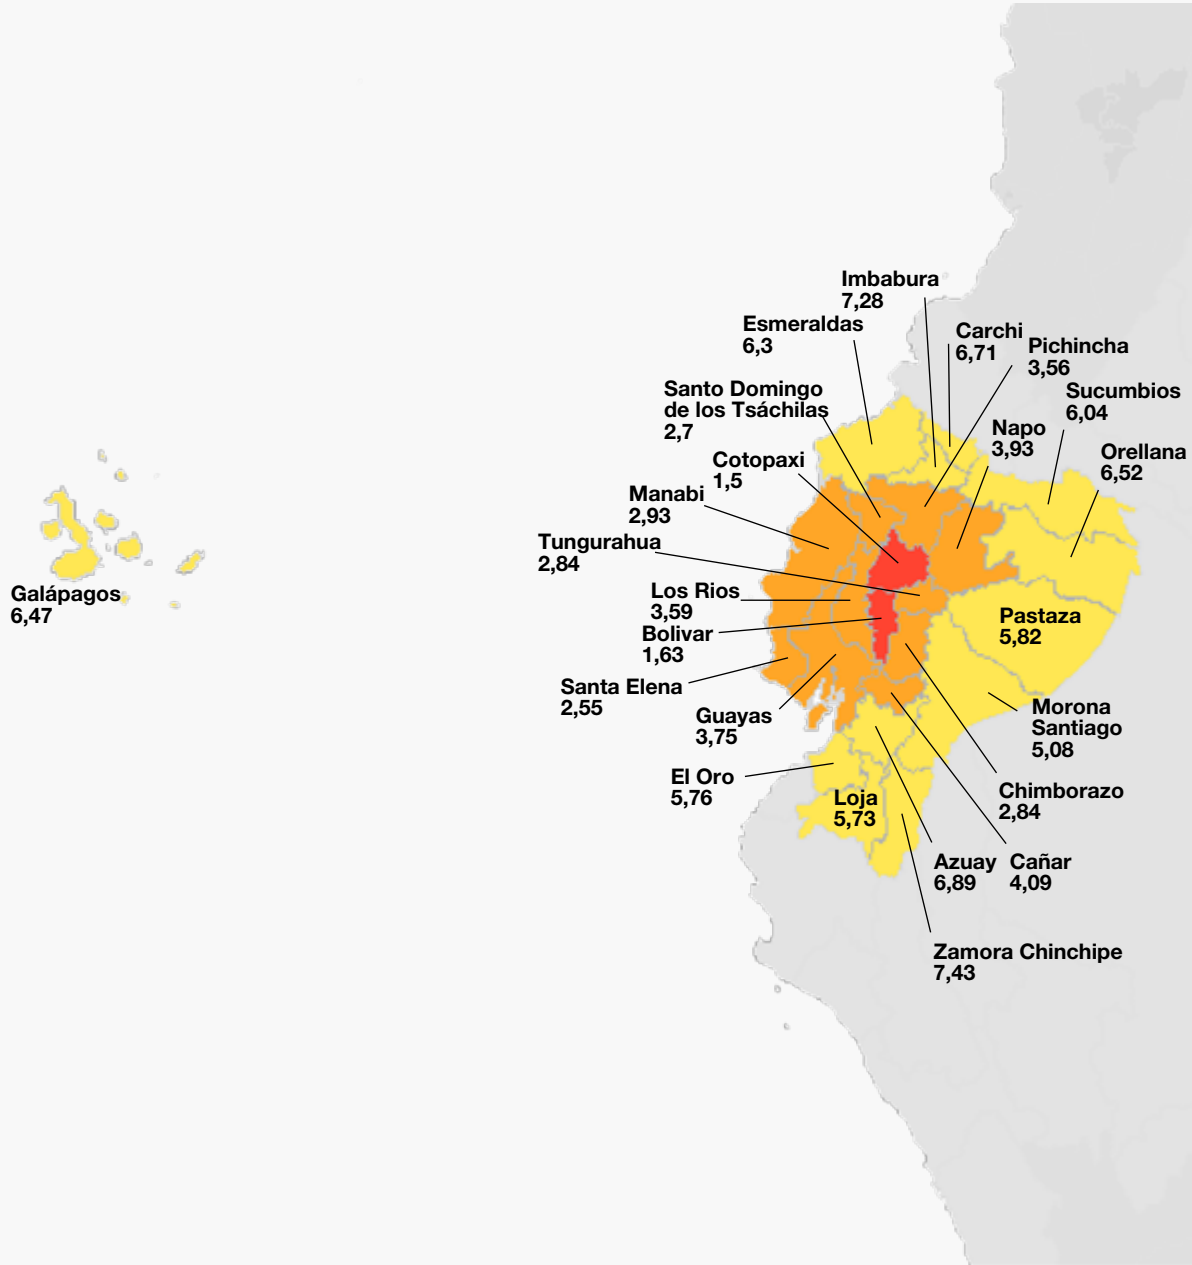 Imbabura
7,28
Esmeraldas
6,3
Carchi
6,71
Pichincha
3,56
Santo Domingo
de los Tsáchilas
2,7
Sucumbios
6,04
Napo
3,93
Orellana
6,52
Cotopaxi
1,5
Manabi
2,93
Tungurahua
2,84
Galápagos
6,47
Los Rios
3,59
Bolivar
1,63
Pastaza
5,82
Santa Elena
2,55
Guayas
3,75
Morona
Santiago
5,08
El Oro
5,76
Loja
5,73
Chimborazo
2,84
Azuay
6,89
Cañar
4,09
Zamora Chinchipe
7,43